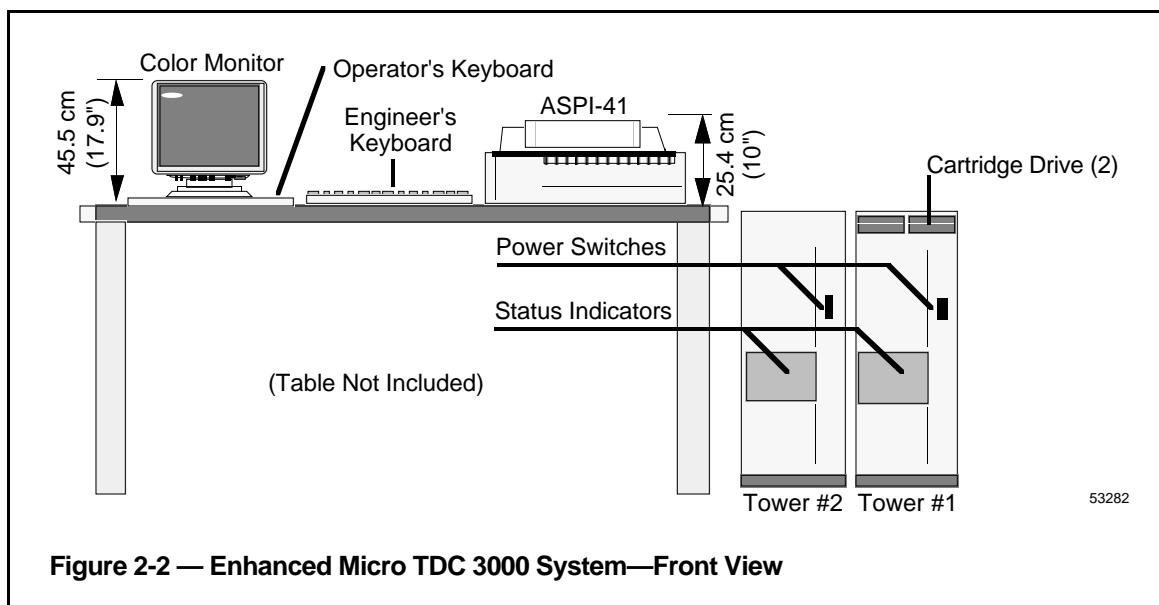 Color Monitor
Operator's Keyboard
Engineer's
Keyboard
ASPI-41
45.5 cm
(17.9")
25.4 cm
(10")
Cartridge Drive (2)
Power Switches
Status Indicators
(Table Not Included)
Tower #2
Tower #1
53282
Figure 2-2 — Enhanced Micro TDC 3000 System—Front View